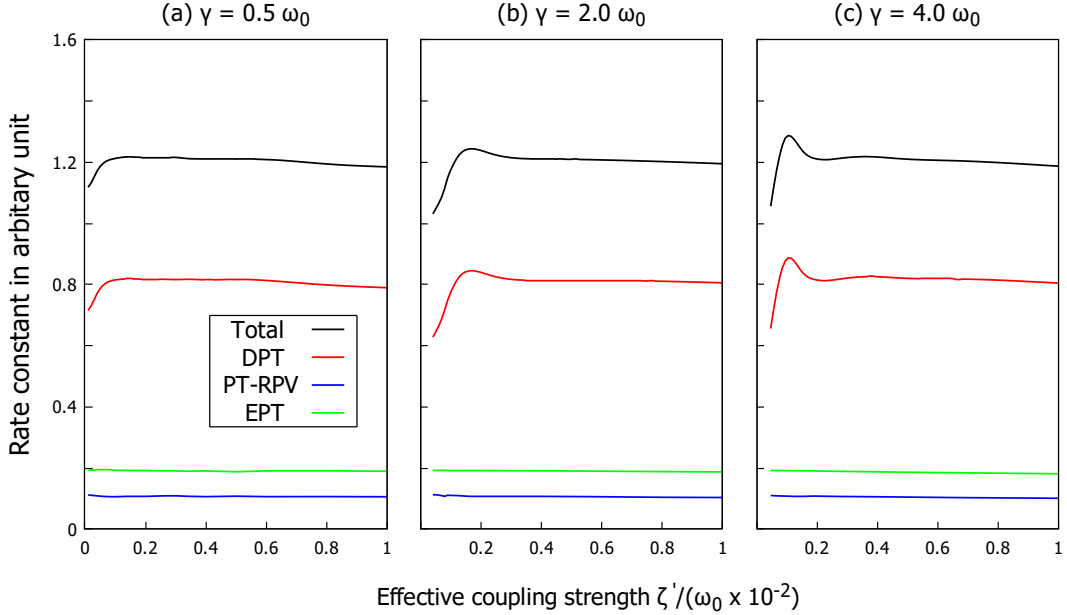 (a) γ = 0.5 ω₀ (b) γ = 2.0 ω₀ (c) γ = 4.0 ω₀
Rate constant in arbitrary unit
1.6
1.2
0.8
0.4
0
Total
DPT
PT-RPV
EPT
0 0.2 0.4 0.6 0.8 1 0.2 0.4 0.6 0.8 1 0.2 0.4 0.6 0.8 1
Effective coupling strength ζ'/(ω₀ x 10⁻²)